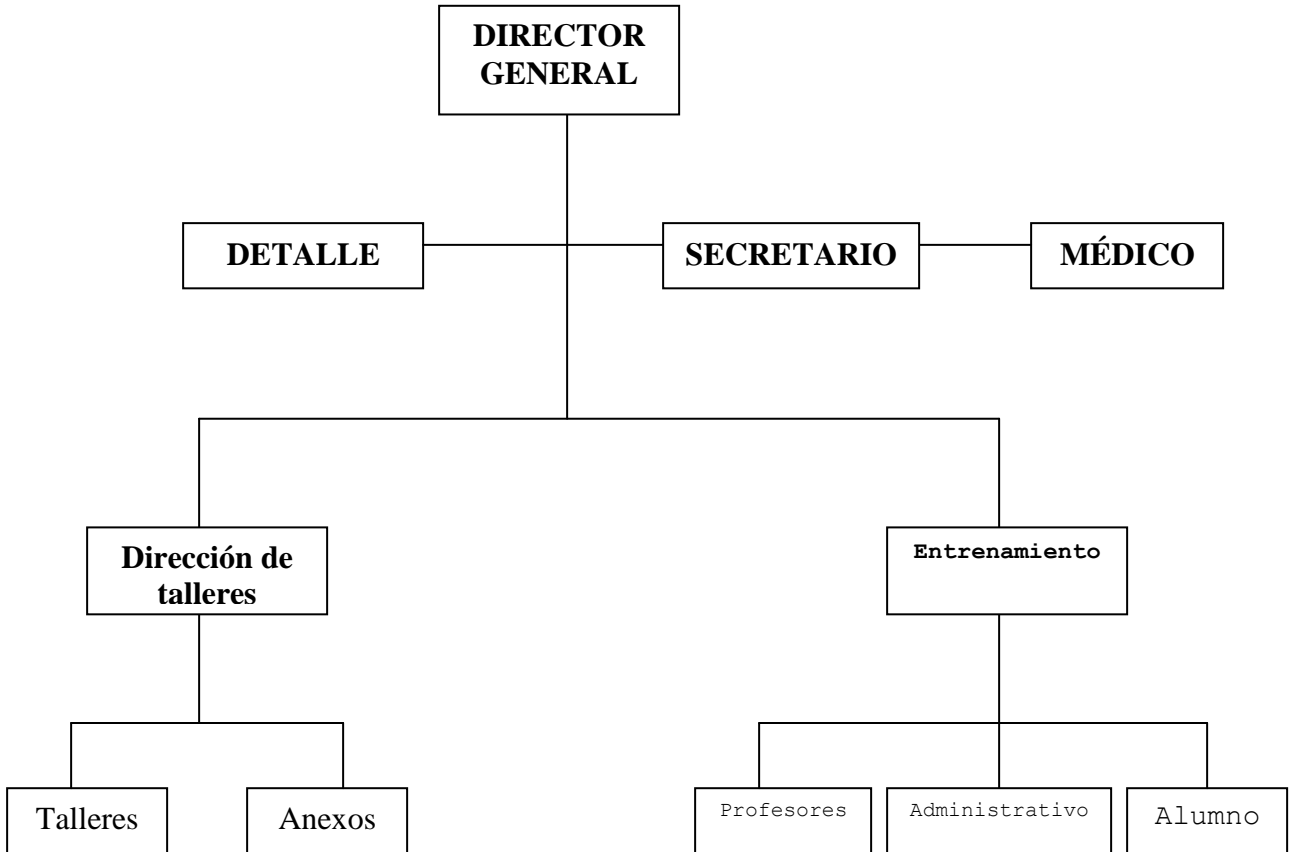 DIRECTOR
GENERAL
DETALLE
SECRETARIO
MÉDICO
Dirección de
talleres
Entrenamiento
Talleres
Anexos
Profesores
Administrativo
Alumno